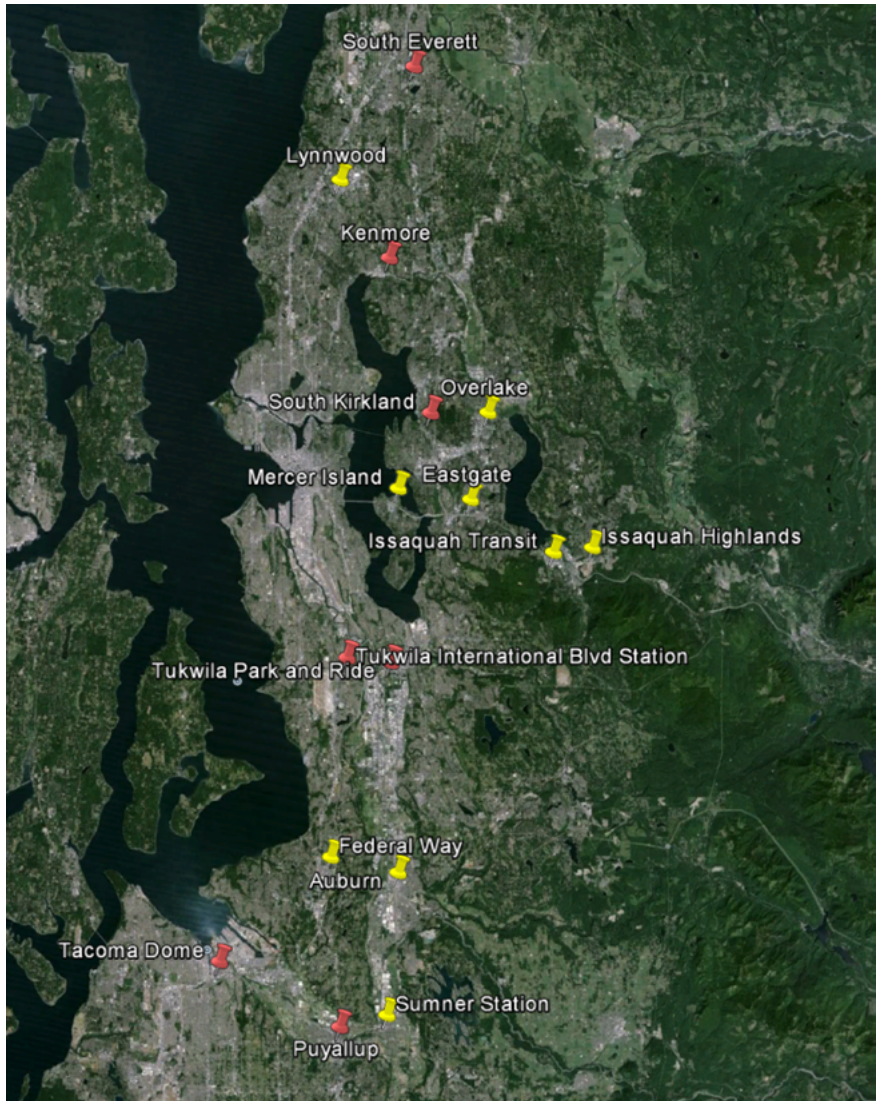 South Everett
Lynnwood
Kenmore
Overlake
South Kirkland
Mercer Island
Eastgate
Issaquah Transit
Issaquah Highlands
Tukwila International Blvd Station
Tukwila Park and Ride
Federal Way
Auburn
Tacoma Dome
Sumner Station
Puyallup